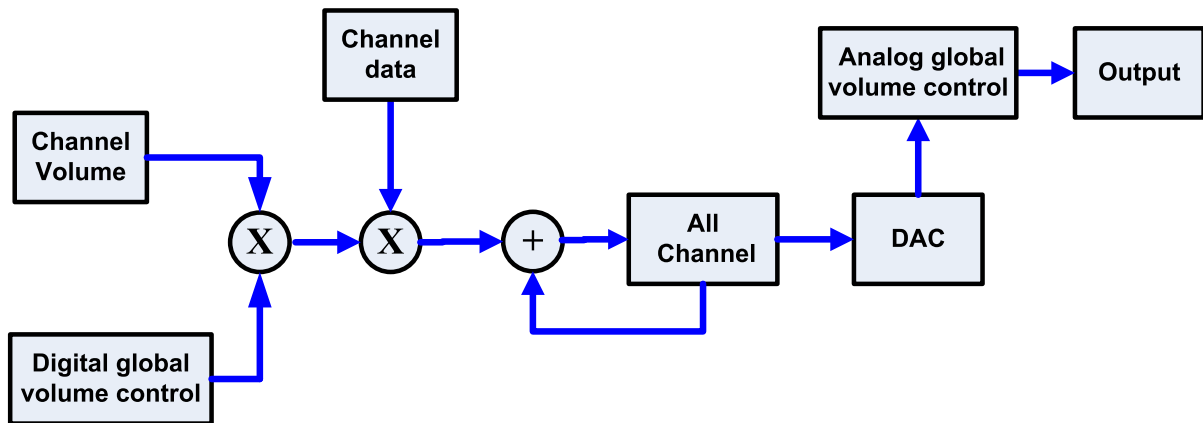 Channel
data
Analog global
volume control
Output
Channel
Volume
X
X
+
All
Channel
DAC
Digital global
volume control